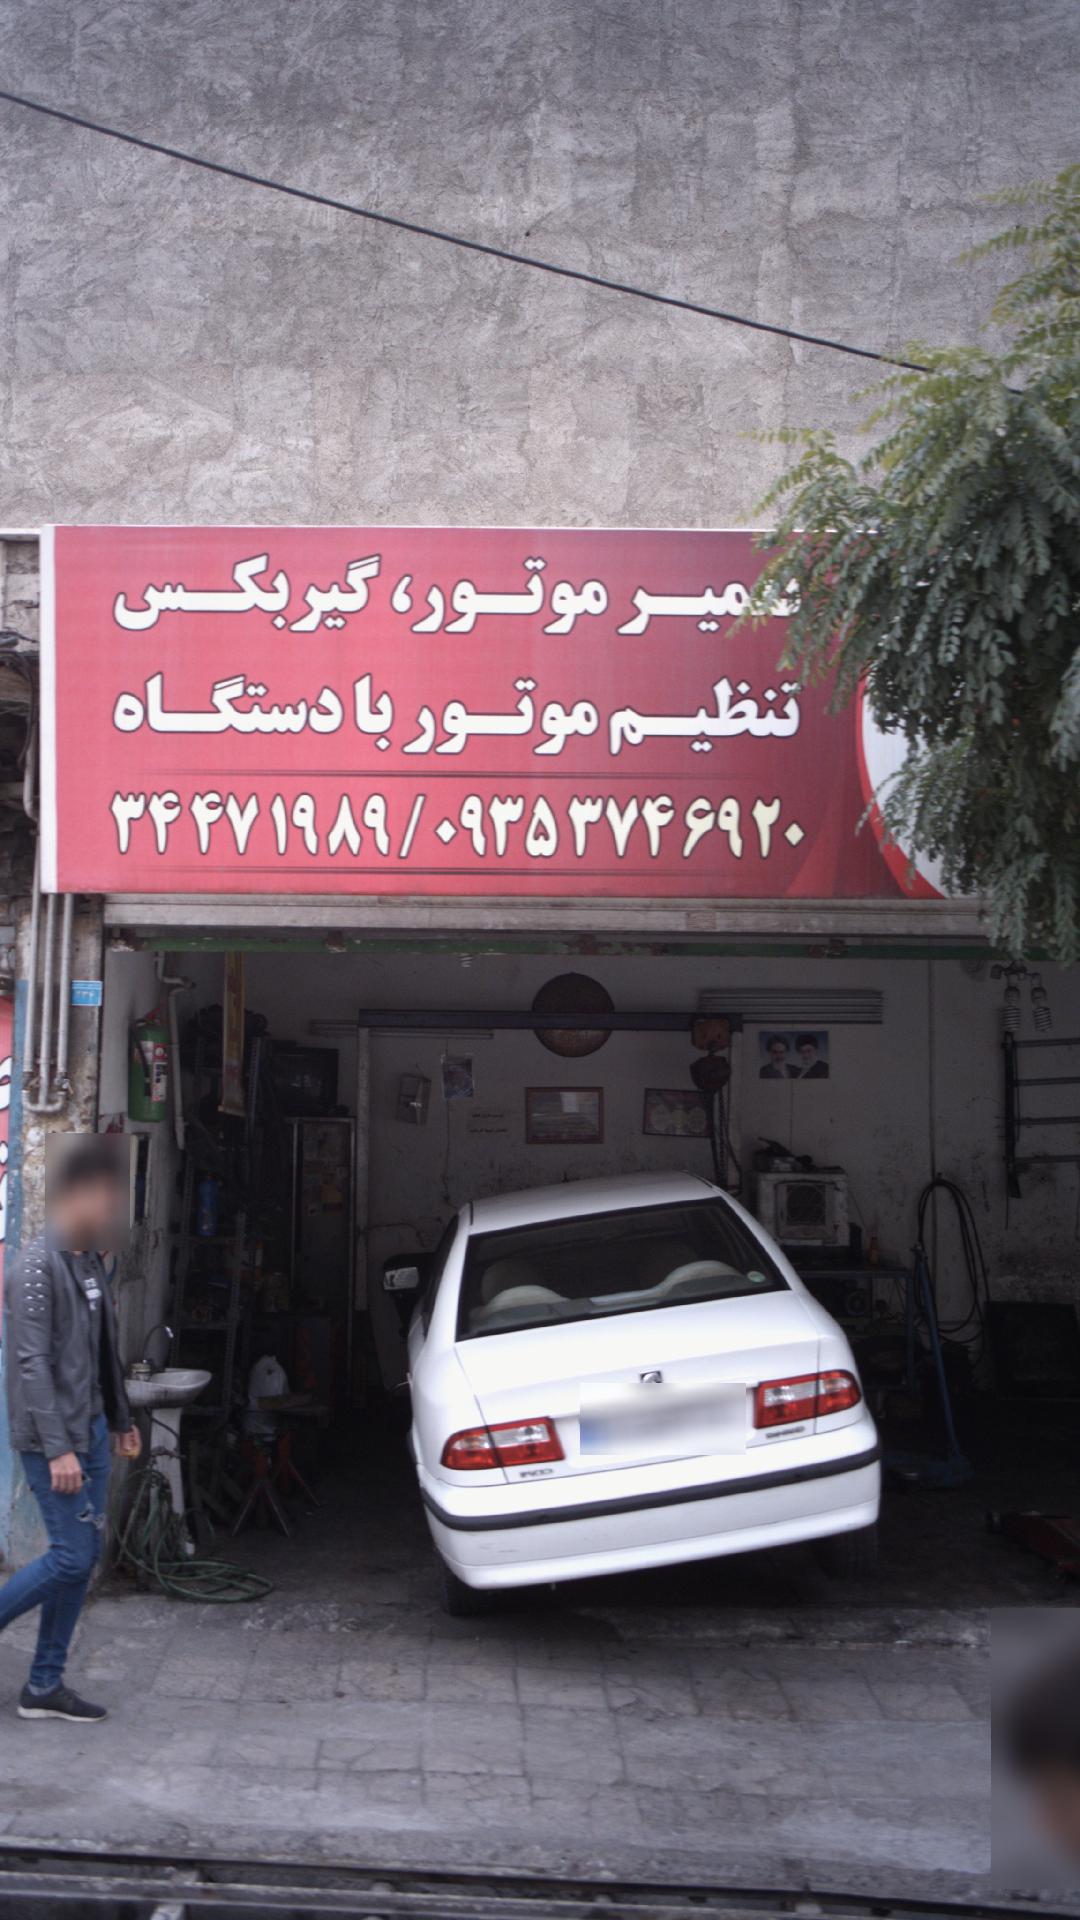 تعمیر موتور، گیربکس
تنظیم موتور با دستگاه
۳۴۴۷۱۹۸۹ / ۰۹۳۵۳۷۴۶۹۲۰